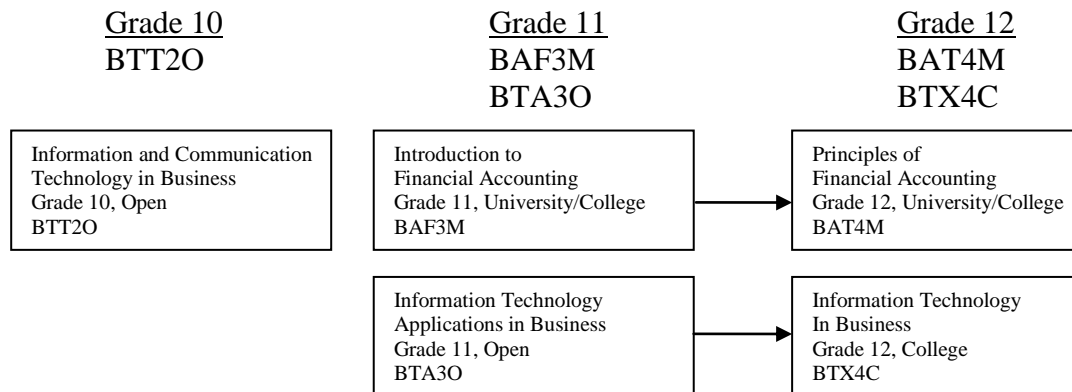 Grade 10
BTT2O
Grade 11
BAF3M
BTA3O
Grade 12
BAT4M
BTX4C
Information and Communication
Technology in Business
Grade 10, Open
BTT2O
Introduction to
Financial Accounting
Grade 11, University/College
BAF3M
Principles of
Financial Accounting
Grade 12, University/College
BAT4M
Information Technology
Applications in Business
Grade 11, Open
BTA3O
Information Technology
In Business
Grade 12, College
BTX4C